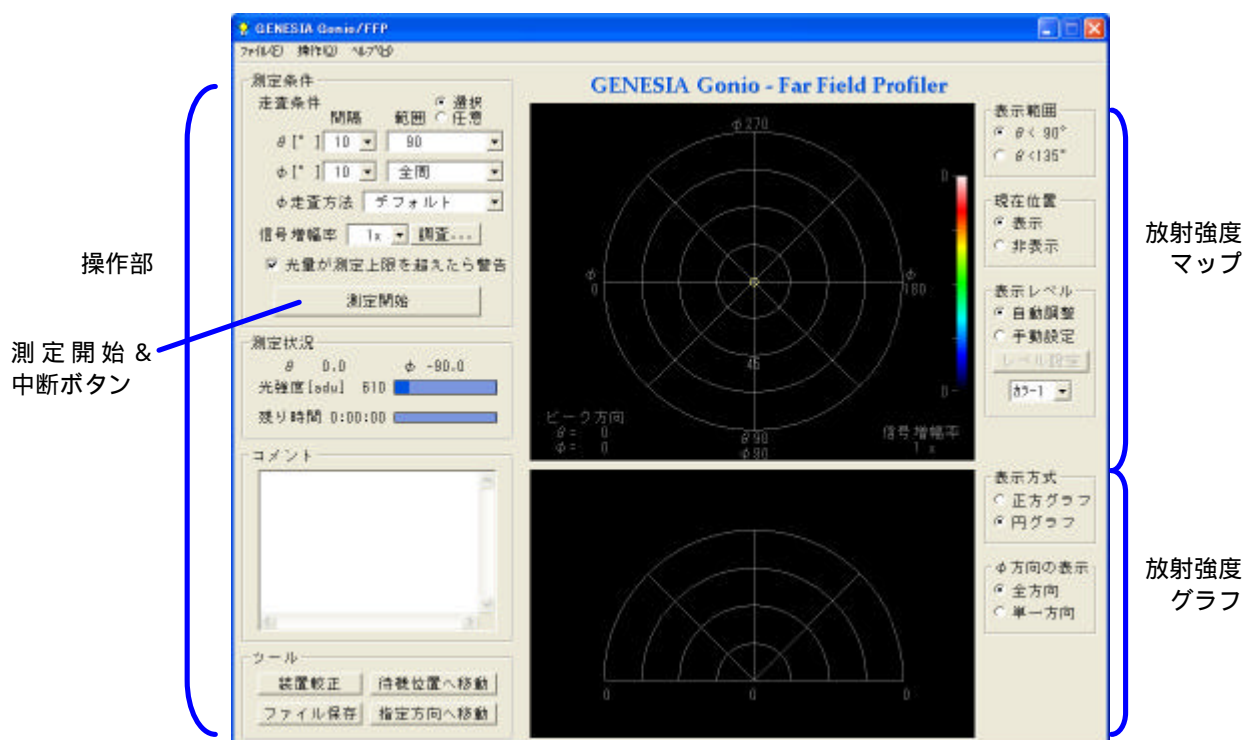 GENESIA Gonio/FFP
ファイル(F) 操作(O) ヘルプ(H)
操作部
測定開始&
中断ボタン
測定条件
走査条件
選択
間隔 範囲 任意
θ[°] 10 90
φ[°] 10 全周
φ走査方法 デフォルト
信号増幅率 1x 調査...
光量が測定上限を超えたら警告
測定開始
測定状況
θ 0.0 φ -90.0
光強度[adu] 610
残り時間 0:00:00
コメント
ツール
装置較正 待機位置へ移動
ファイル保存 指定方向へ移動
GENESIA Gonio - Far Field Profiler
φ270
0
φ
0
φ
180
45
0
ピーク方向
θ= 0
φ= 0
θ90
φ90
信号増幅率
1 x
0 0 0
表示範囲
θ< 90°
θ<135°
現在位置
表示
非表示
表示レベル
自動調整
手動設定
レベル設定
カラー1
表示方式
正方グラフ
円グラフ
φ方向の表示
全方向
単一方向
放射強度
マップ
放射強度
グラフ